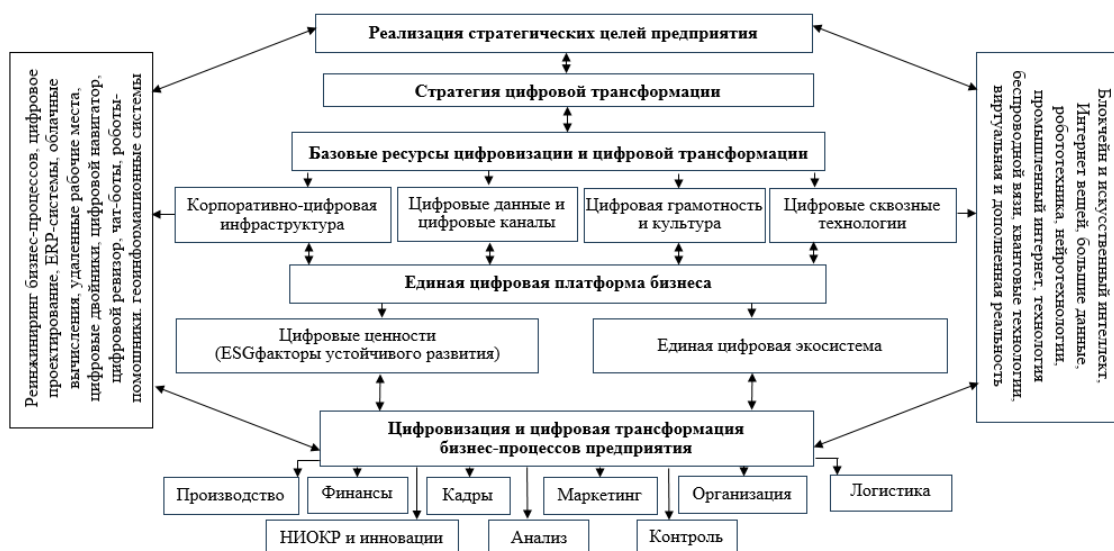 Реализация стратегических целей предприятия
Стратегия цифровой трансформации
Базовые ресурсы цифровизации и цифровой трансформации
Реинжиниринг бизнес-процессов, цифровое
проектирование, ERP-системы, облачные
вычисления, удаленные рабочие места,
цифровые двойники, цифровой навигатор,
цифровой ревизор, чат-боты, роботы-
помошники. геоинформационные системы
Корпоративно-цифровая
инфраструктура
Цифровые данные и
цифровые каналы
Цифровая грамотность
и культура
Цифровые сквозные
технологии
Блокчейн и искусственный интеллект,
Интернет вещей, большие данные,
робототехника, нейротехнологии,
промышленный интернет, технология
беспроводной связи, квантовые технологии,
виртуальная и дополненная реальность
Единая цифровая платформа бизнеса
Цифровые ценности
(ESGфакторы устойчивого развития)
Единая цифровая экосистема
Цифровизация и цифровая трансформация
бизнес-процессов предприятия
Производство
Финансы
Кадры
Маркетинг
Организация
Логистика
НИОКР и инновации
Анализ
Контроль